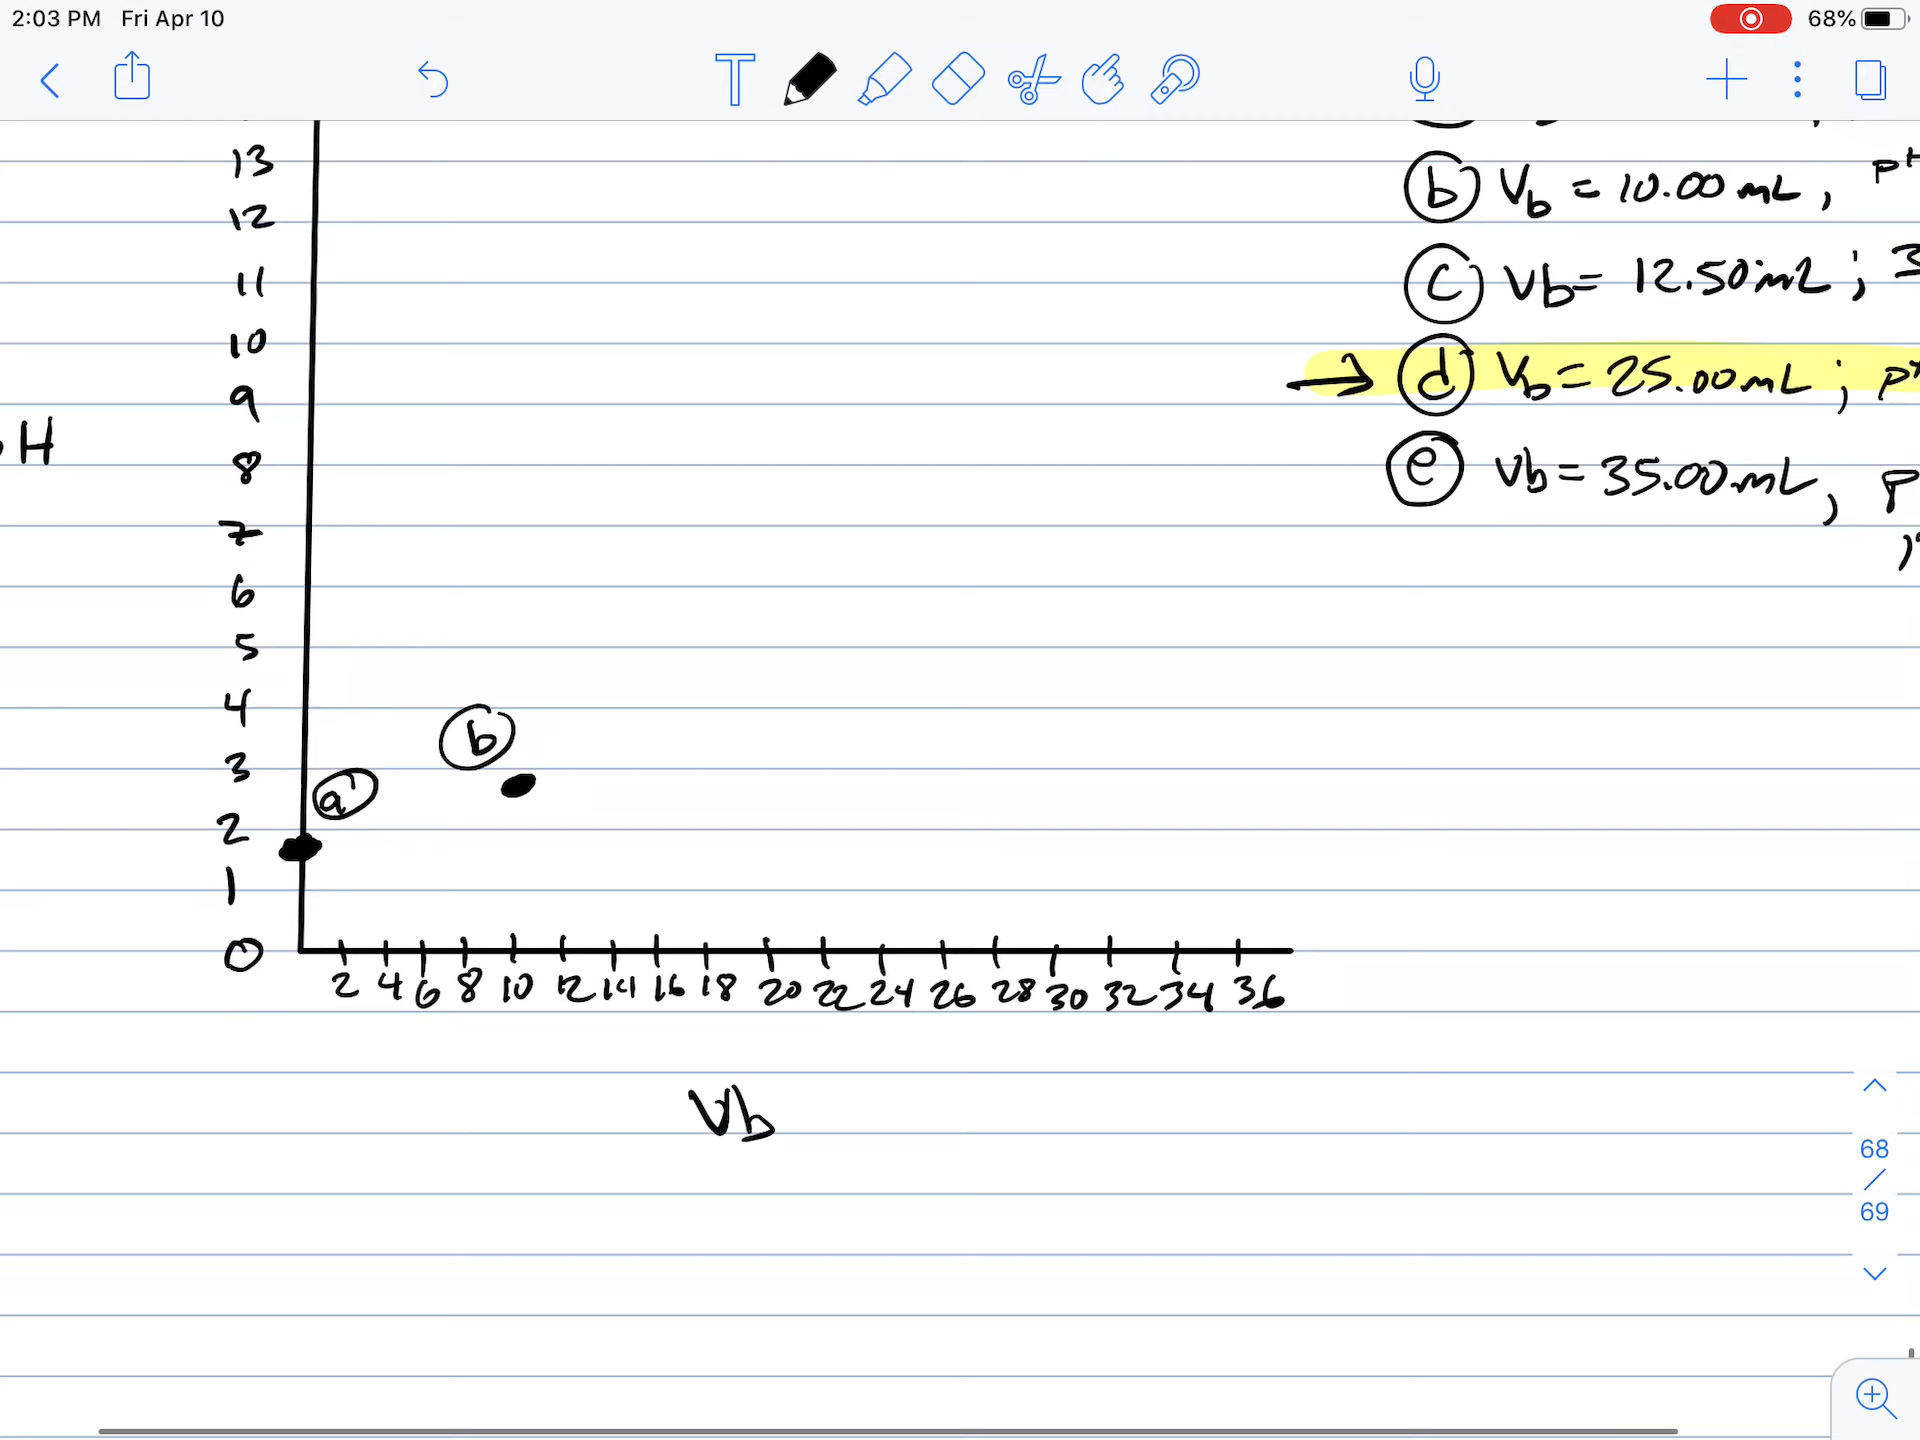 2:03 PM Fri Apr 10
68%
13
12
11
10
9
8
7
6
5
4
3
2
1
0
H
a
b
2 4 6 8 10 12 14 16 18 20 22 24 26 28 30 32 34 36
Vb
b Vb = 10.00 mL, pH
c Vb = 12.50 mL; 3
d Vb = 25.00 mL; p
e Vb = 35.00 mL, P
68
/
69